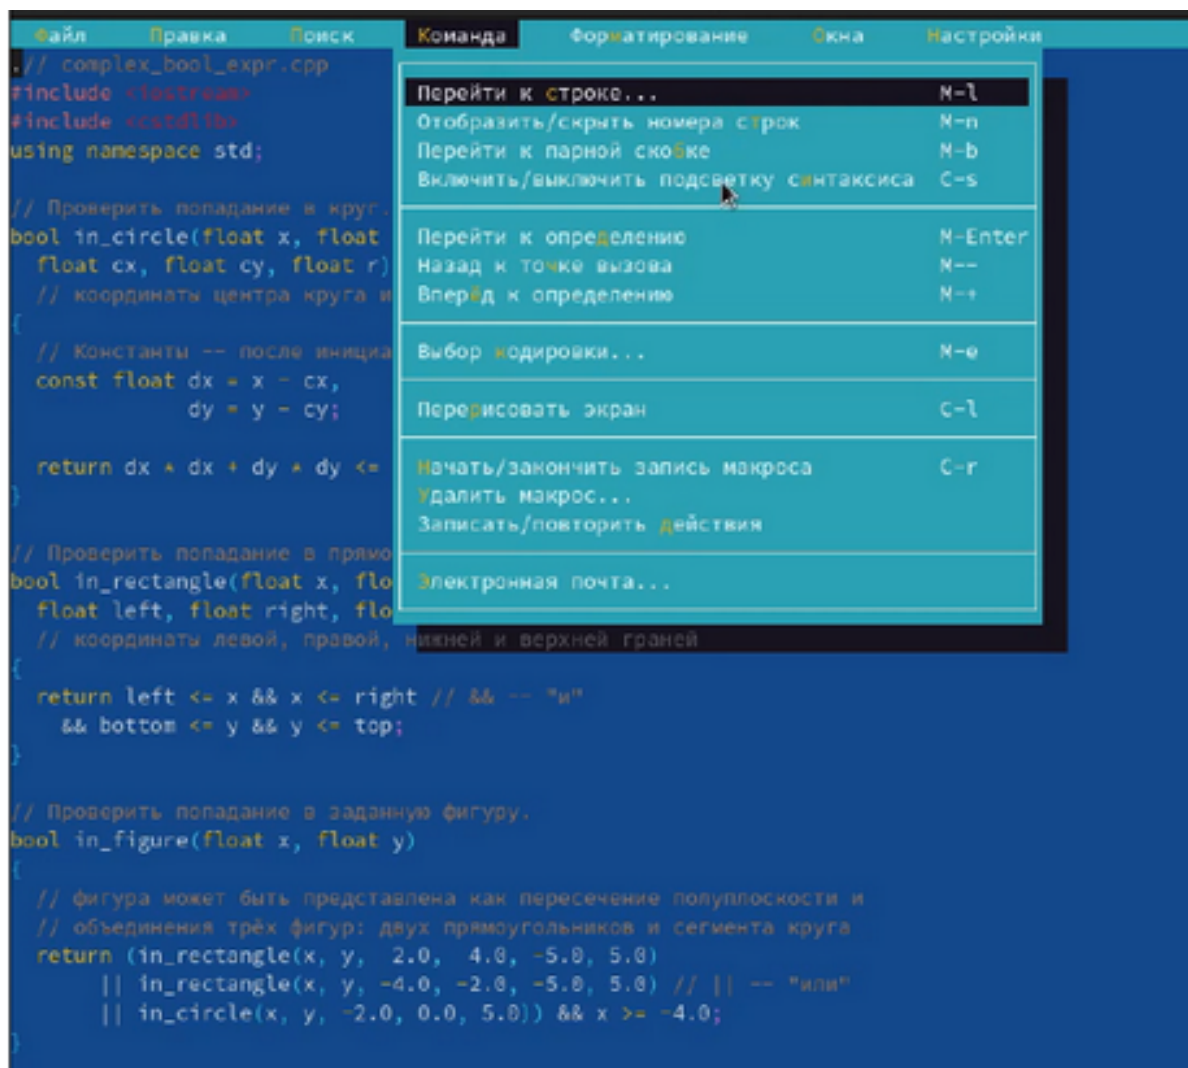 Файл Правка Поиск Команда Форматирование Окна Настройки
// complex_bool_expr.cpp
#include <iostream>
#include <cstdlib>
using namespace std;
// Проверить попадание в круг.
bool in_circle(float x, float
float cx, float cy, float r)
// координаты центра круга и
{
// Константы -- после инициа
const float dx = x - cx,
dy = y - cy;
return dx * dx + dy * dy <=
}
// Проверить попадание в прямо
bool in_rectangle(float x, flo
float left, float right, flo
// координаты левой, правой, нижней и верхней граней
{
return left <= x && x <= right // && -- "и"
&& bottom <= y && y <= top;
}
// Проверить попадание в заданную фигуру.
bool in_figure(float x, float y)
{
// фигура может быть представлена как пересечение полуплоскости и
// объединения трёх фигур: двух прямоугольников и сегмента круга
return (in_rectangle(x, y, 2.0, 4.0, -5.0, 5.0)
|| in_rectangle(x, y, -4.0, -2.0, -5.0, 5.0) // || -- "или"
|| in_circle(x, y, -2.0, 0.0, 5.0)) && x >= -4.0;
}
Перейти к строке... M-l
Отобразить/скрыть номера строк M-n
Перейти к парной скобке M-b
Включить/выключить подсветку синтаксиса C-s
Перейти к определению M-Enter
Назад к точке вызова M--
Вперёд к определению M-+
Выбор кодировки... M-e
Перерисовать экран C-l
Начать/закончить запись макроса C-r
Удалить макрос...
Записать/повторить действия
Электронная почта...